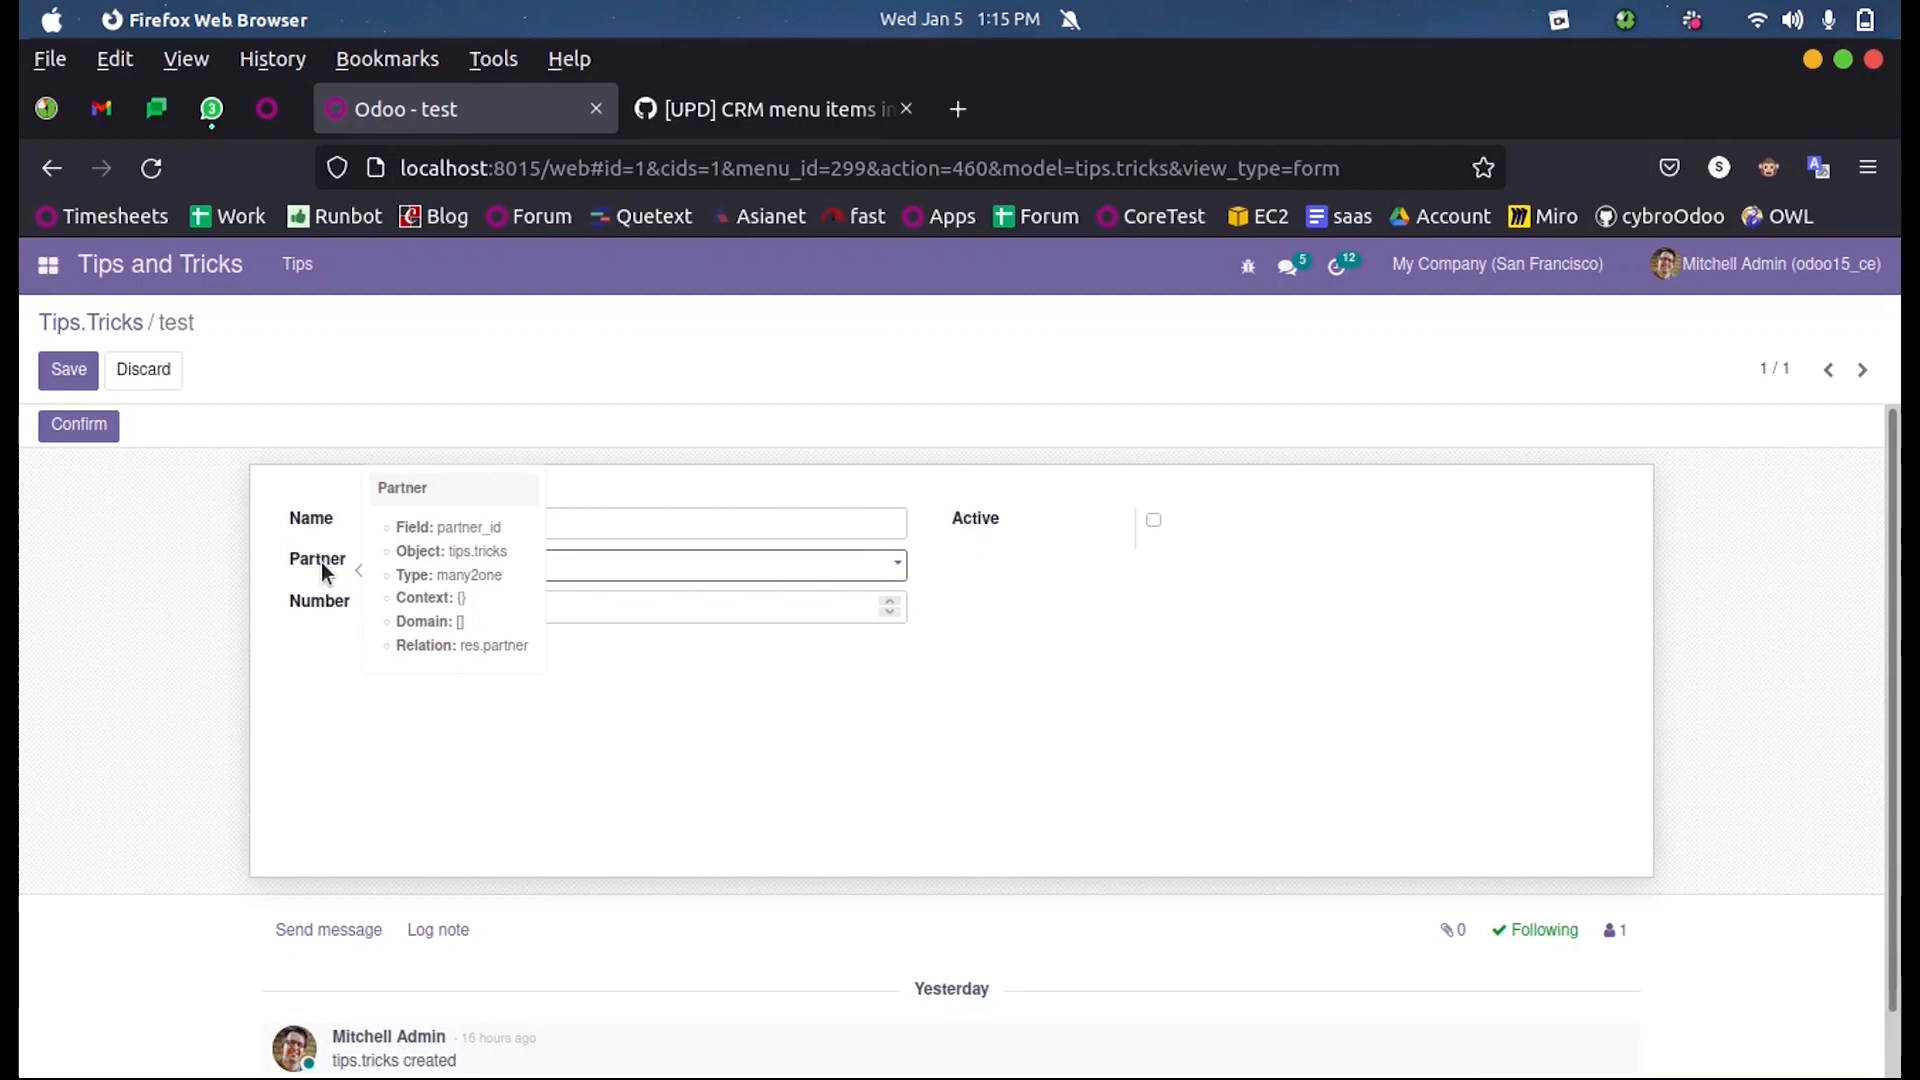 Firefox Web Browser Wed Jan 5 1:15 PM
File Edit View History Bookmarks Tools Help
3 Odoo - test [UPD] CRM menu items in
localhost:8015/web#id=1&cids=1&menu_id=299&action=460&model=tips.tricks&view_type=form S
Timesheets Work Runbot Blog Forum Quetext Asianet fast Apps Forum CoreTest EC2 saas Account Miro cybroOdoo OWL
Tips and Tricks Tips 5 12 My Company (San Francisco) Mitchell Admin (odoo15_ce)
Tips.Tricks / test
Save Discard 1 / 1
Confirm
Partner
Field: partner_id
Object: tips.tricks
Type: many2one
Context: {}
Domain: []
Relation: res.partner
Name
Partner
Number
Active
Send message Log note 0 Following 1
Yesterday
Mitchell Admin - 16 hours ago
tips.tricks created